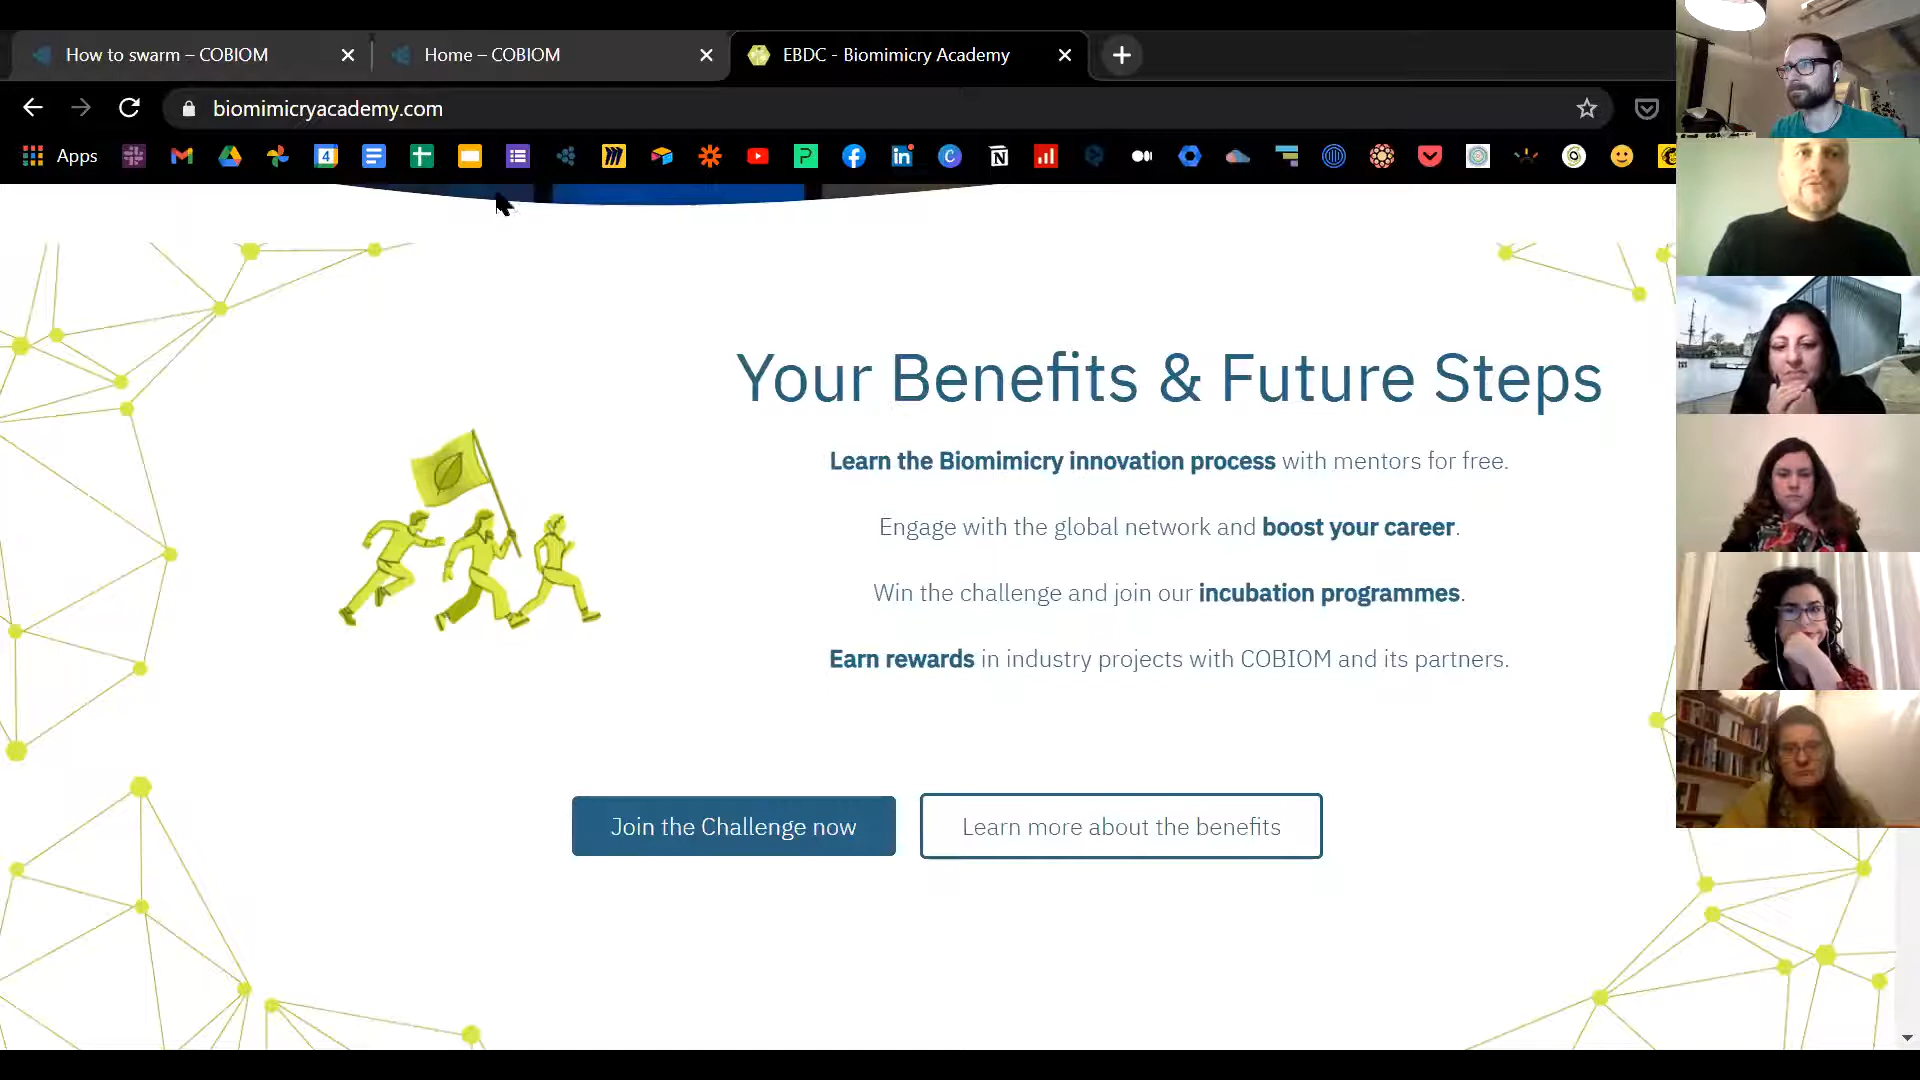 How to swarm – COBIOM
Home – COBIOM
EBDC - Biomimicry Academy
biomimicryacademy.com
Apps
4
Your Benefits & Future Steps
Learn the Biomimicry innovation process with mentors for free.
Engage with the global network and boost your career.
Win the challenge and join our incubation programmes.
Earn rewards in industry projects with COBIOM and its partners.
Join the Challenge now
Learn more about the benefits